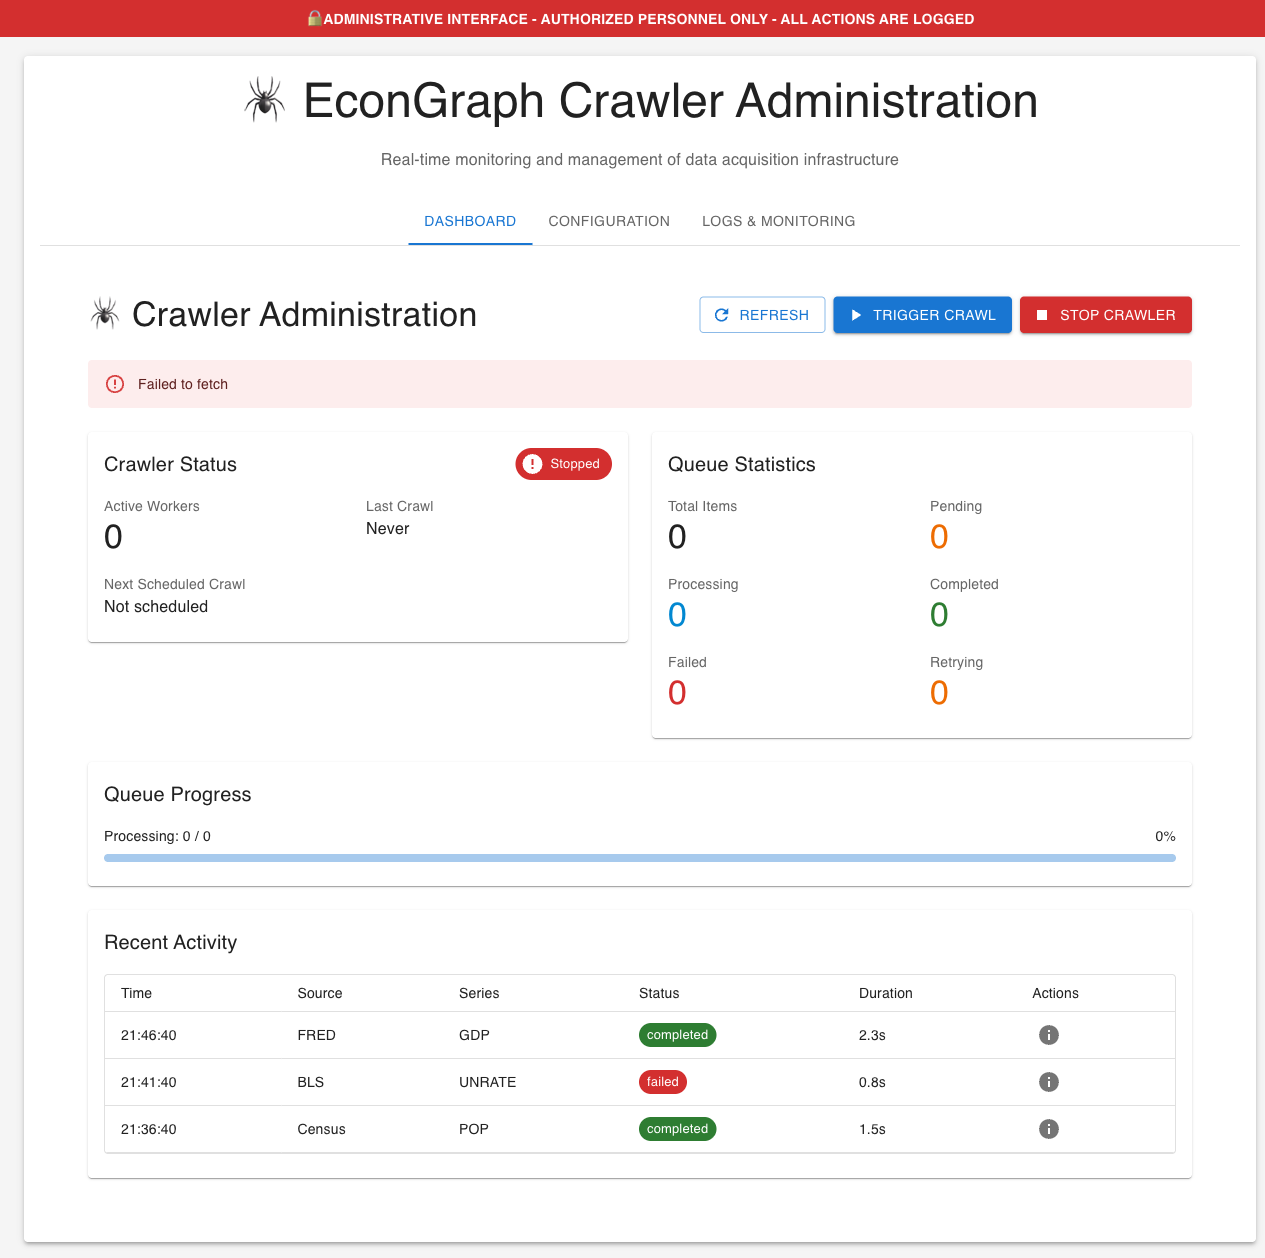 ADMINISTRATIVE INTERFACE - AUTHORIZED PERSONNEL ONLY - ALL ACTIONS ARE LOGGED
EconGraph Crawler Administration
Real-time monitoring and management of data acquisition infrastructure
DASHBOARD CONFIGURATION LOGS & MONITORING
Crawler Administration REFRESH TRIGGER CRAWL STOP CRAWLER
Failed to fetch
Crawler Status Stopped
Active Workers Last Crawl
0 Never
Next Scheduled Crawl
Not scheduled
Queue Statistics
Total Items Pending
0 0
Processing Completed
0 0
Failed Retrying
0 0
Queue Progress
Processing: 0 / 0 0%
Recent Activity
Time Source Series Status Duration Actions
21:46:40 FRED GDP completed 2.3s
21:41:40 BLS UNRATE failed 0.8s
21:36:40 Census POP completed 1.5s